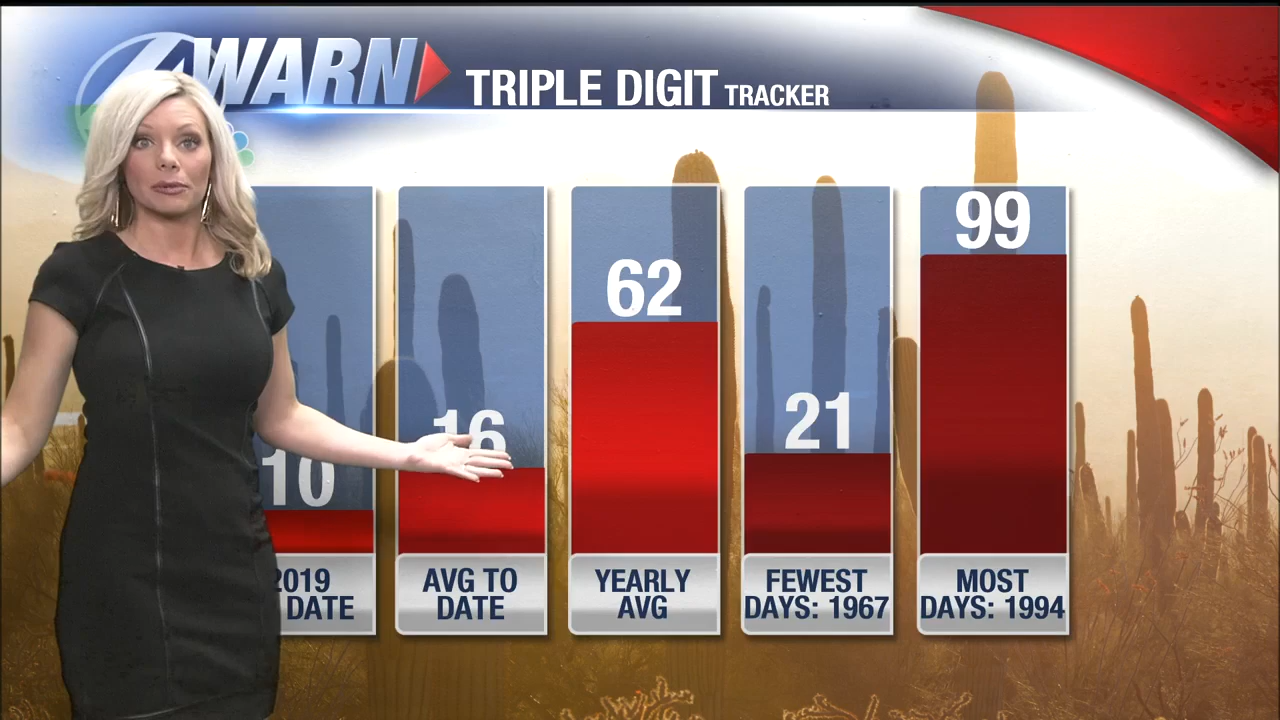 4WARN
TRIPLE DIGIT TRACKER
10
16
62
21
99
2019
DATE
AVG TO
DATE
YEARLY
AVG
FEWEST
DAYS: 1967
MOST
DAYS: 1994